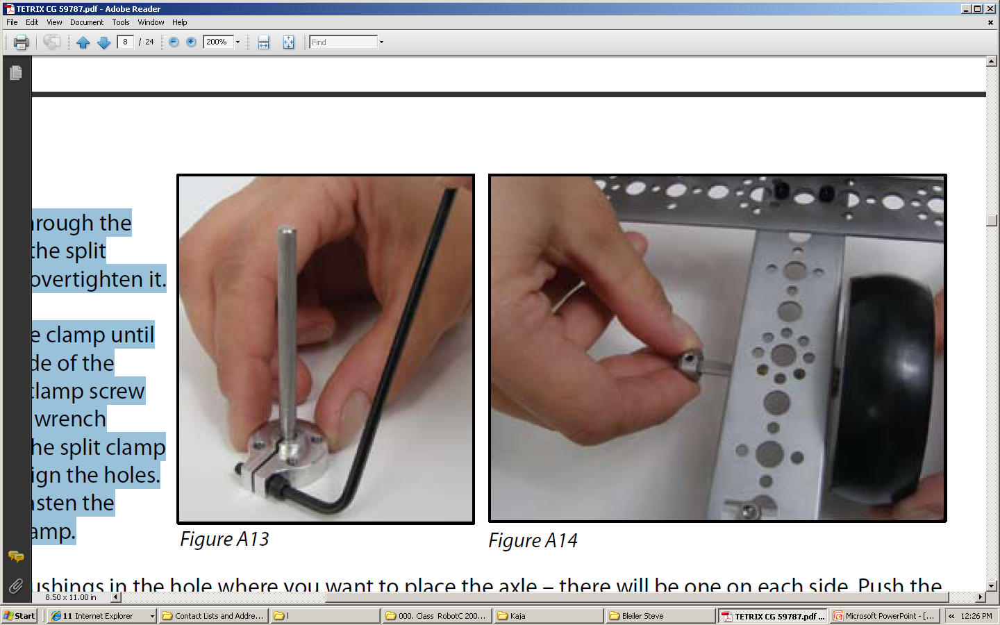 TETRIX CG 59787.pdf - Adobe Reader
File Edit View Document Tools Window Help
8 / 24 200% Find
hrough the
the split
overtighten it.
e clamp until
de of the
clamp screw
wrench
he split clamp
ign the holes.
sten the
amp.
Figure A13
Figure A14
ushings in the hole where you want to place the axle – there will be one on each side. Push the
8.50 x 11.00 in
Start 11 Internet Explorer Contact Lists and Addre... l 000. Class RobotC 200... Kaja Bleiler Steve TETRIX CG 59787.pdf ... Microsoft PowerPoint - [... « 12:26 PM